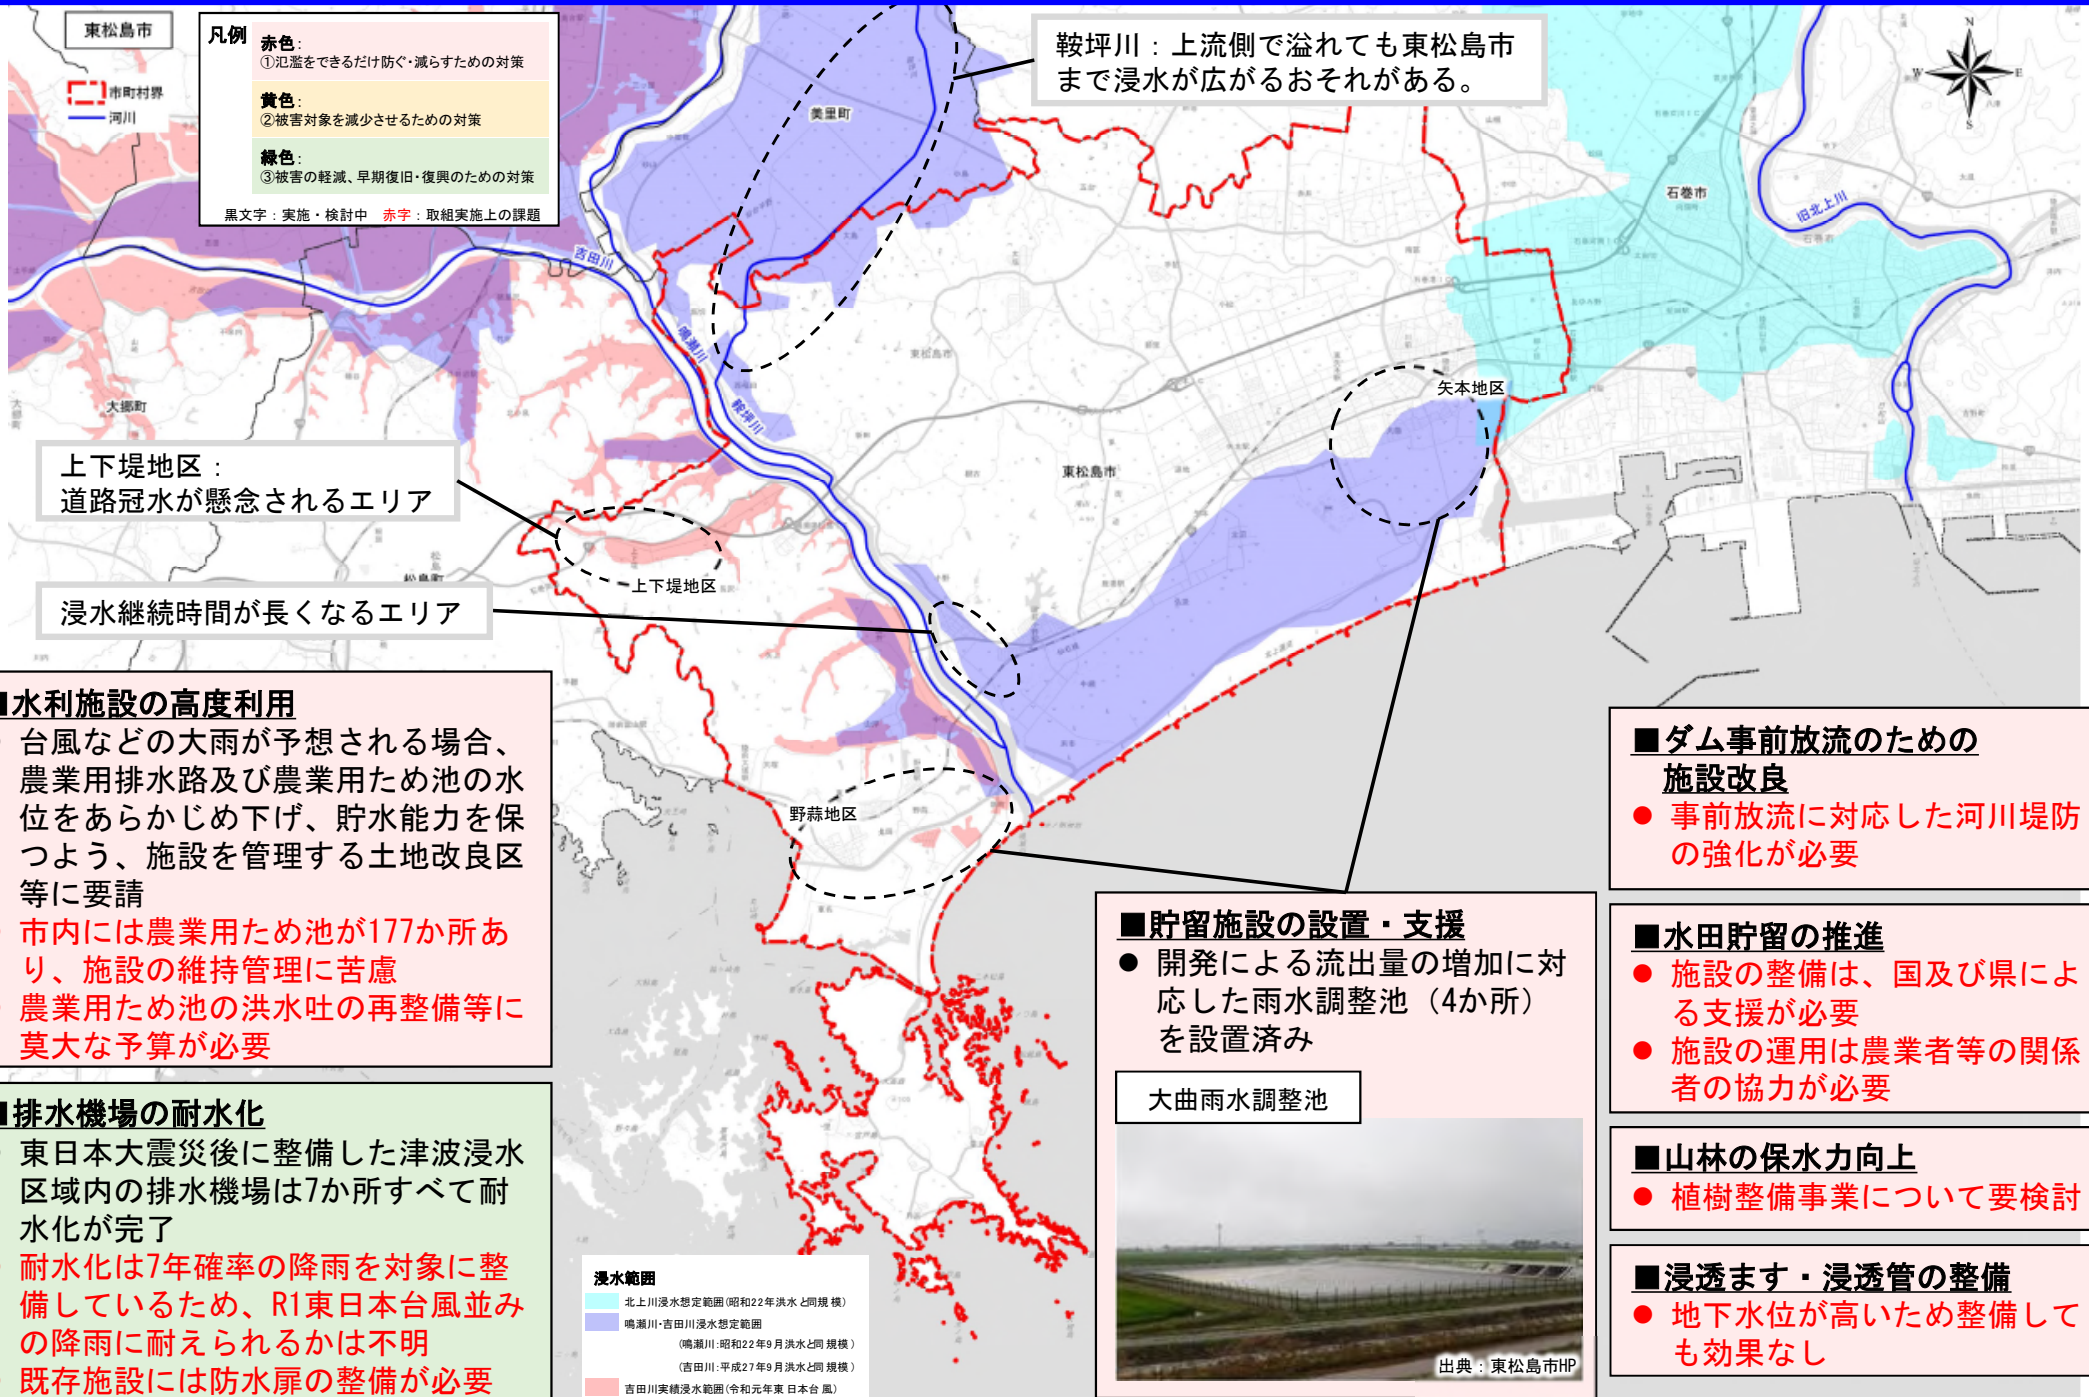 東松島市
市町村界
河川
凡例
赤色:
①氾濫をできるだけ防ぐ・減らすための対策
黄色:
②被害対象を減少させるための対策
緑色:
③被害の軽減、早期復旧・復興のための対策
黒文字：実施・検討中 赤字：取組実施上の課題
鞍坪川：上流側で溢れても東松島市
まで浸水が広がるおそれがある。
N
W
E
S
美里町
石巻市
旧北上川
吉田川
鳴瀬川
鞍坪川
東松島市
大郷町
矢本地区
東松島市
上下堤地区：
道路冠水が懸念されるエリア
松島町
上下堤地区
浸水継続時間が長くなるエリア
野蒜地区
■水利施設の高度利用
台風などの大雨が予想される場合、
農業用排水路及び農業用ため池の水
位をあらかじめ下げ、貯水能力を保
つよう、施設を管理する土地改良区
等に要請
市内には農業用ため池が177か所あ
り、施設の維持管理に苦慮
農業用ため池の洪水吐の再整備等に
莫大な予算が必要
■排水機場の耐水化
東日本大震災後に整備した津波浸水
区域内の排水機場は7か所すべて耐
水化が完了
耐水化は7年確率の降雨を対象に整
備しているため、R1東日本台風並み
の降雨に耐えられるかは不明
既存施設には防水扉の整備が必要
浸水範囲
北上川浸水想定範囲(昭和22年洪水と同規模)
鳴瀬川・吉田川浸水想定範囲
(鳴瀬川:昭和22年9月洪水と同規模)
(吉田川:平成27年9月洪水と同規模)
吉田川実績浸水範囲(令和元年東日本台風)
■貯留施設の設置・支援
● 開発による流出量の増加に対
応した雨水調整池（4か所）
を設置済み
大曲雨水調整池
出典：東松島市HP
■ダム事前放流のための
施設改良
● 事前放流に対応した河川堤防
の強化が必要
■水田貯留の推進
● 施設の整備は、国及び県によ
る支援が必要
● 施設の運用は農業者等の関係
者の協力が必要
■山林の保水力向上
● 植樹整備事業について要検討
■浸透ます・浸透管の整備
● 地下水位が高いため整備して
も効果なし